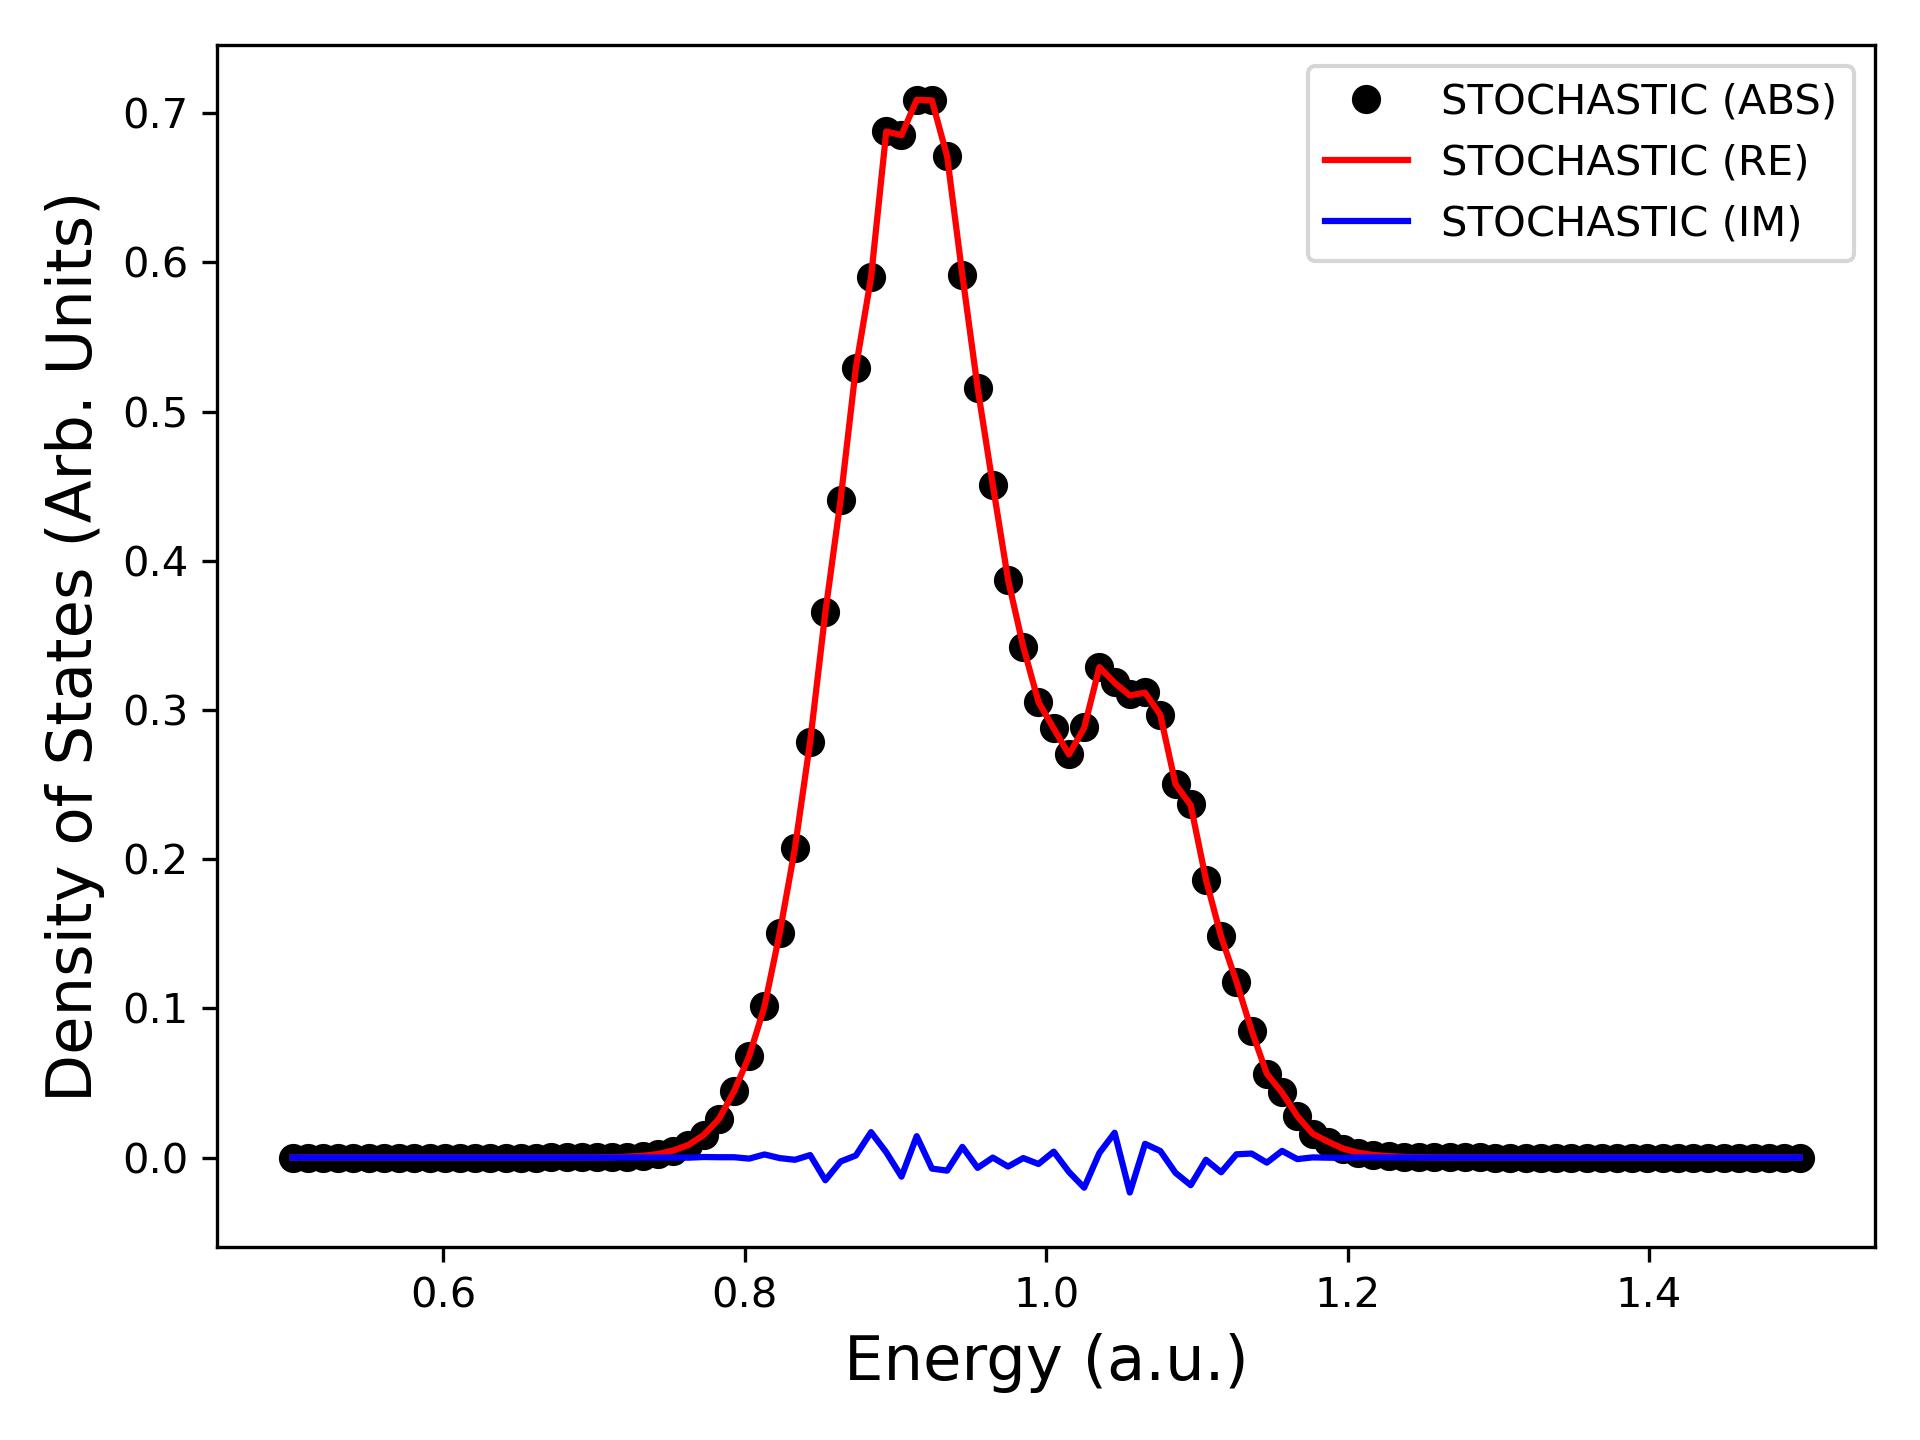 STOCHASTIC (ABS)
STOCHASTIC (RE)
STOCHASTIC (IM)
Density of States (Arb. Units)
0.7
0.6
0.5
0.4
0.3
0.2
0.1
0.0
0.6 0.8 1.0 1.2 1.4
Energy (a.u.)